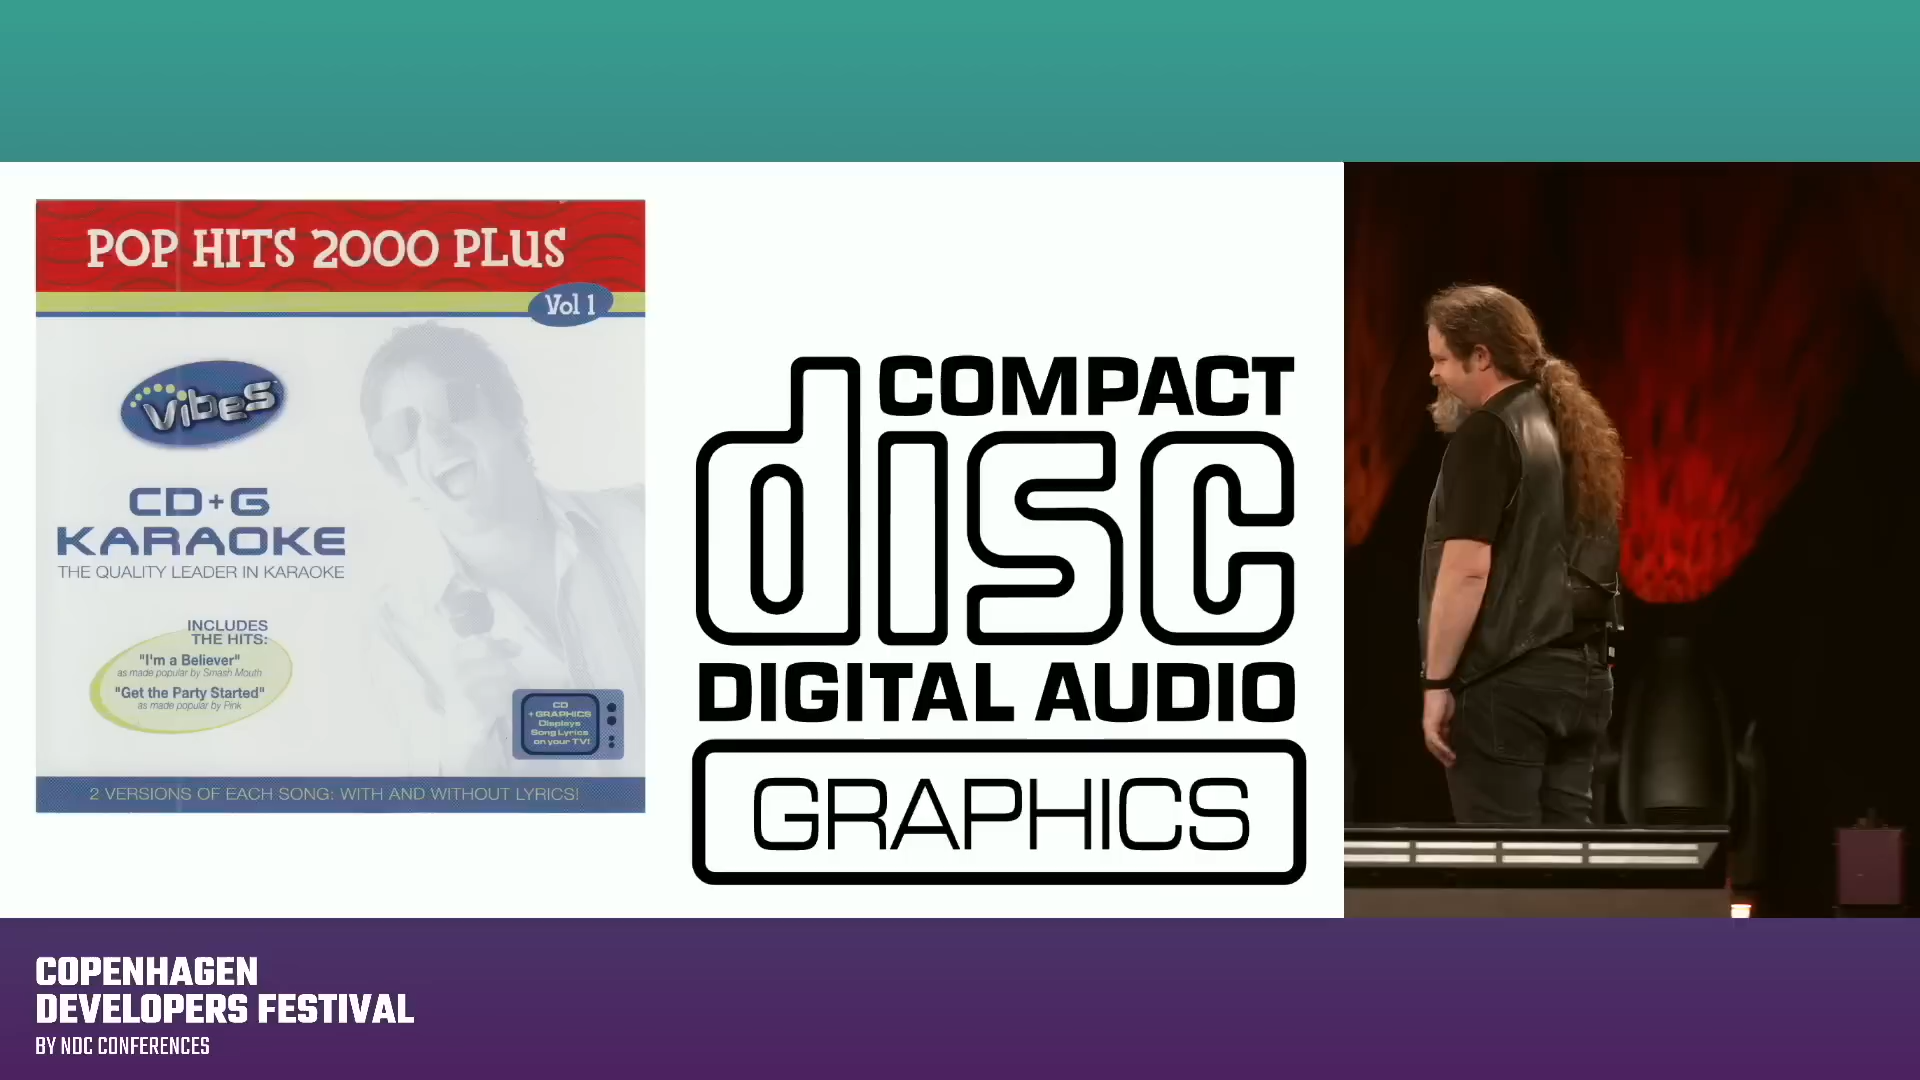 POP HITS 2000 PLUS
Vol 1
Vibes
CD+G
KARAOKE
THE QUALITY LEADER IN KARAOKE
INCLUDES
THE HITS:
"I'm a Believer"
as made popular by Smash Mouth
"Get the Party Started"
as made popular by Pink
CD
+GRAPHICS
Displays
Song Lyrics
on your TV!
2 VERSIONS OF EACH SONG: WITH AND WITHOUT LYRICS!
COMPACT
disc
DIGITAL AUDIO
GRAPHICS
COPENHAGEN
DEVELOPERS FESTIVAL
BY NDC CONFERENCES